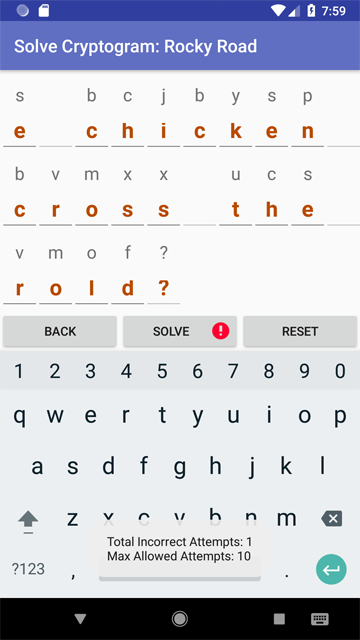 7:59
Solve Cryptogram: Rocky Road
s b c j b y s p
e c h i c k e n
b v m x x u c s
c r o s s t h e
v m o f ?
r o l d ?
BACK SOLVE ! RESET
1 2 3 4 5 6 7 8 9 0
q w e r t y u i o p
a s d f g h j k l
z x c v b n m
Total Incorrect Attempts: 1
Max Allowed Attempts: 10
?123 , .